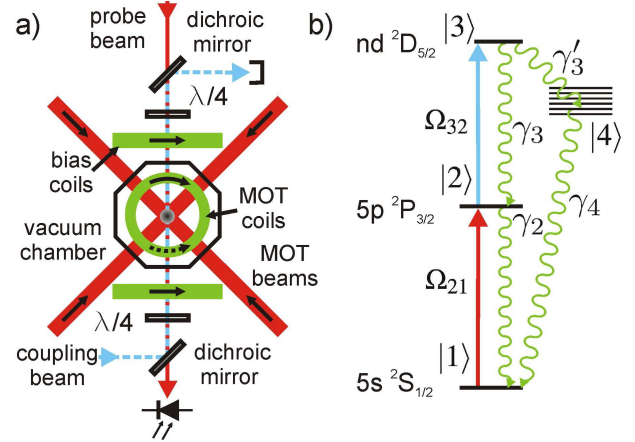 a)
probe
beam
dichroic
mirror
λ/4
bias
coils
MOT
coils
vacuum
chamber
MOT
beams
λ/4
coupling
beam
dichroic
mirror
b)
nd ²D₅/₂
|3⟩
γ₃′
Ω₃₂
γ₃
|4⟩
|2⟩
5p ²P₃/₂
γ₂
γ₄
Ω₂₁
|1⟩
5s ²S₁/₂